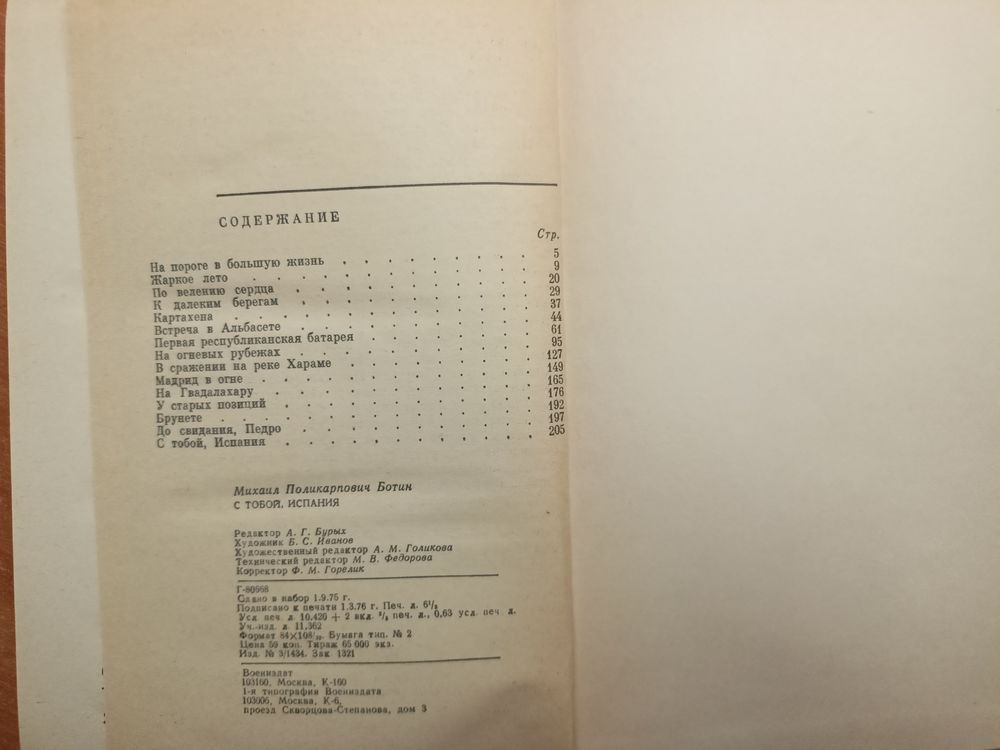 СОДЕРЖАНИЕ
Стр.
На пороге в большую жизнь . . . . . . . 5
Жаркое лето . . . . . . . . . . 9
По велению сердца . . . . . . . . . 20
К далеким берегам . . . . . . . . . 29
Картахена . . . . . . . . . . . 37
Встреча в Альбасете . . . . . . . . . 44
Первая республиканская батарея . . . . . . 61
На огневых рубежах . . . . . . . . . 95
В сражении на реке Хараме . . . . . . . 127
Мадрид в огне . . . . . . . . . . 149
На Гвадалахару . . . . . . . . . . 165
У старых позиций . . . . . . . . . 176
Брунете . . . . . . . . . . . 192
До свидания, Педро . . . . . . . . . 197
С тобой, Испания . . . . . . . . . 205
Михаил Поликарпович Ботин
С ТОБОЙ, ИСПАНИЯ
Редактор А. Г. Бурых
Художник Б. С. Иванов
Художественный редактор А. М. Голикова
Технический редактор М. В. Федорова
Корректор Ф. М. Горелик
Сдано в набор 1.9.75 г.
Подписано к печати 1.3.76 г. Печ. л. 6½
Усл печ л. 10.420 + 2 вкл. печ. л., 0,63 усл. печ л.
Уч.-изд. л. 11.362
Формат 84×108/32. Бумага тип. № 2
Цена 59 коп. Тираж 65 000 экз.
Изд. № 3/1434. Зак 1321
Воениздат
103160, Москва, К-160
1-я типография Воениздата
103006, Москва, К-6,
проезд Скворцова-Степанова, дом 3